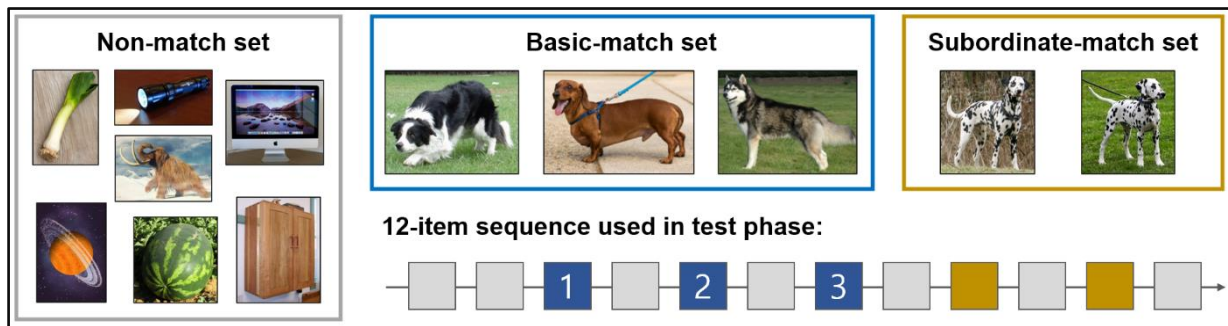 Non-match set
Basic-match set
Subordinate-match set
12-item sequence used in test phase:
1
2
3